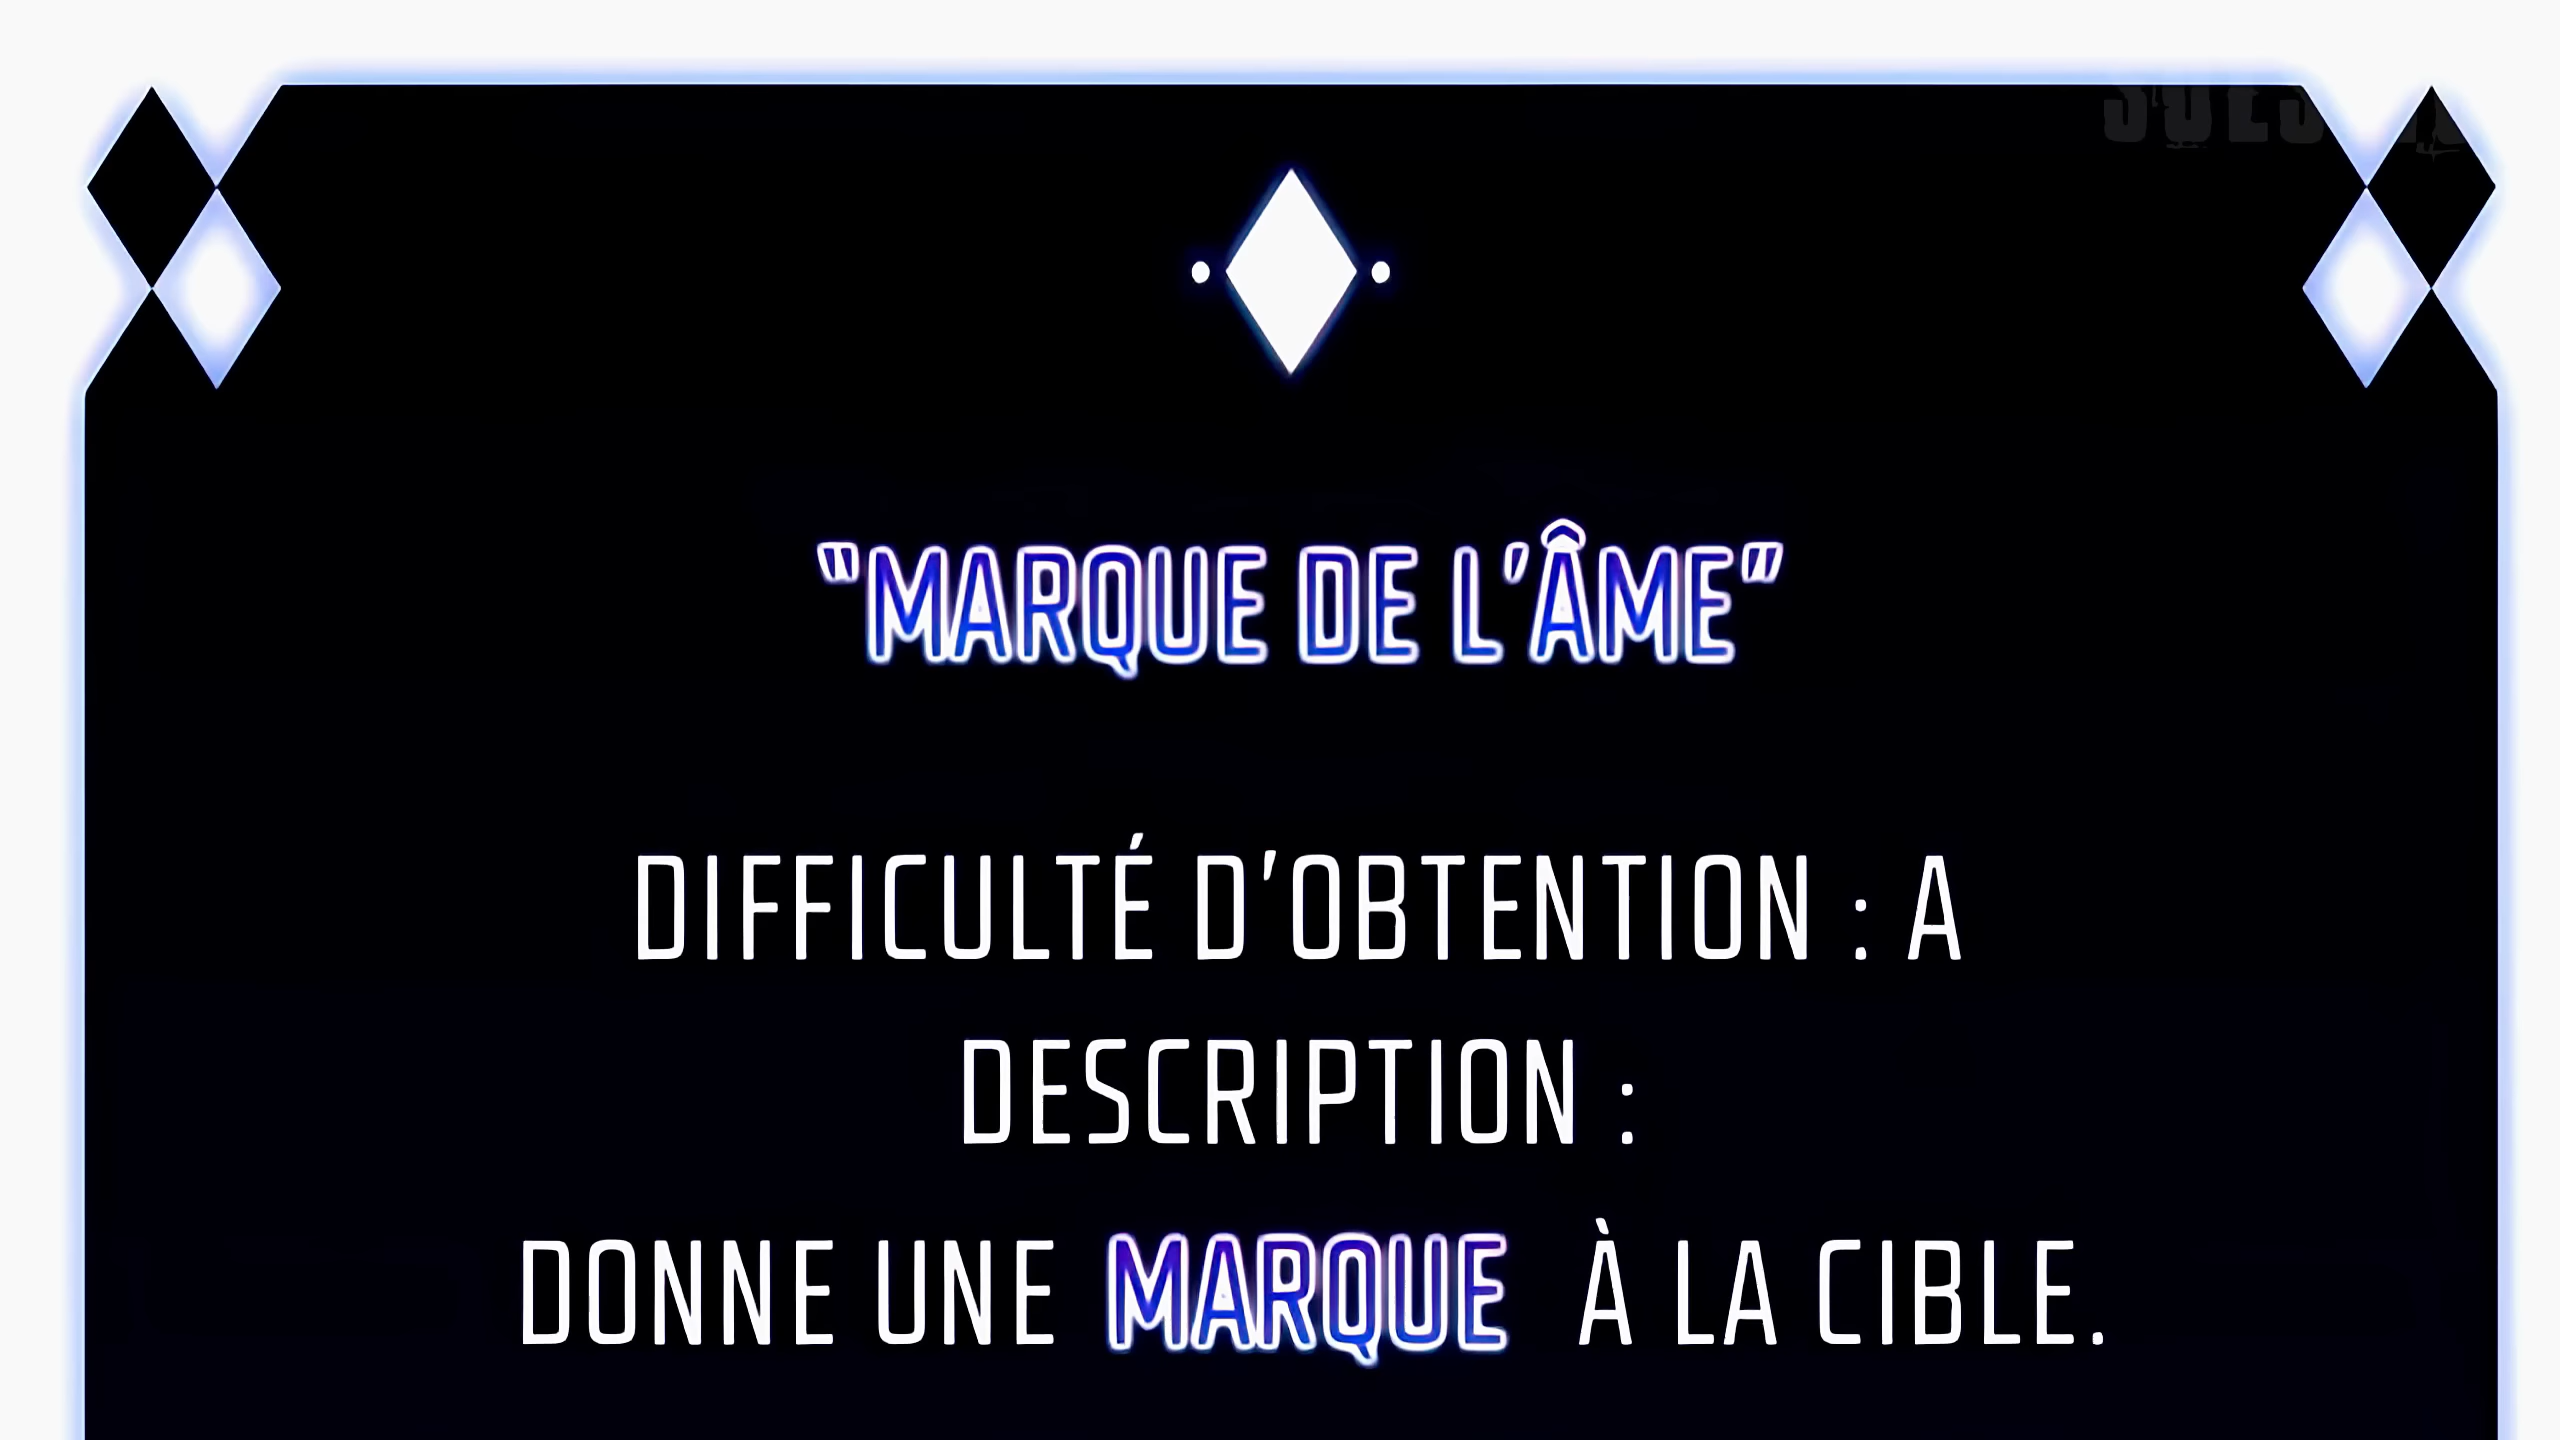 "MARQUE DE L'ÂME"
DIFFICULTÉ D'OBTENTION : A
DESCRIPTION :
DONNE UNE MARQUE À LA CIBLE.